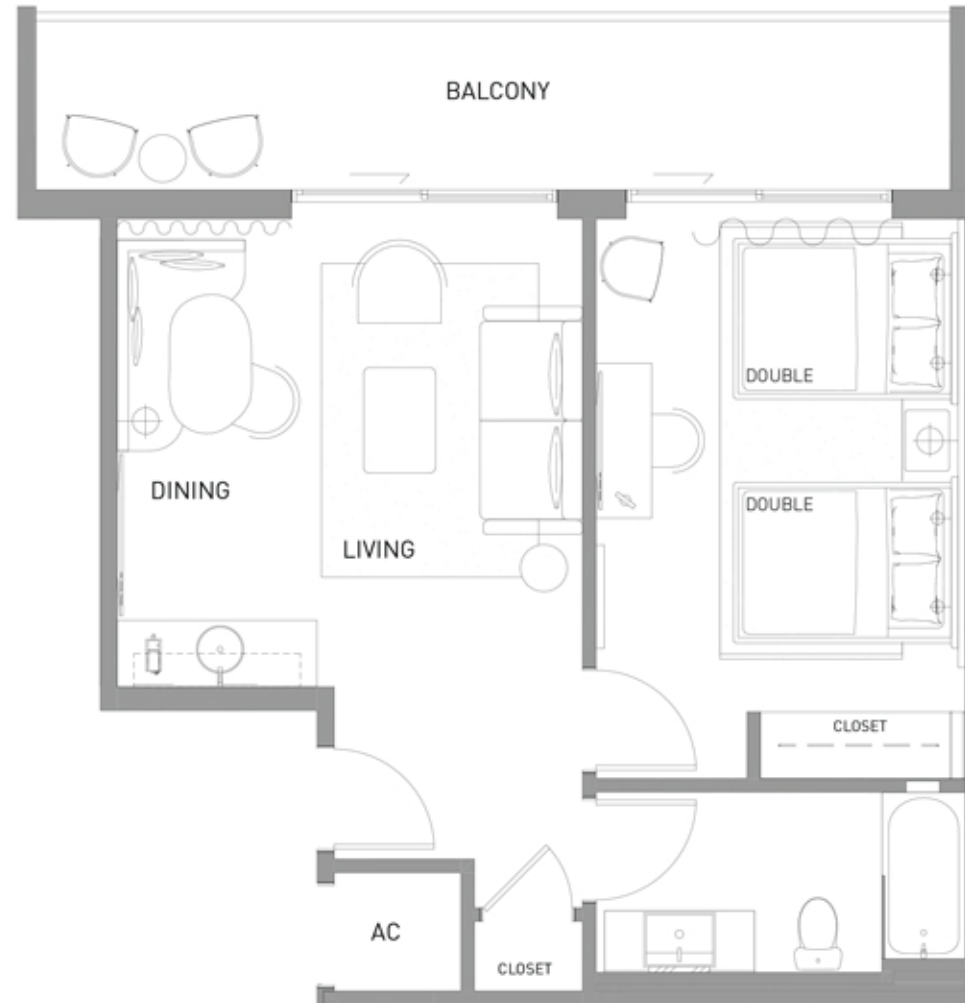 BALCONY
DOUBLE
DINING
DOUBLE
LIVING
CLOSET
AC
CLOSET